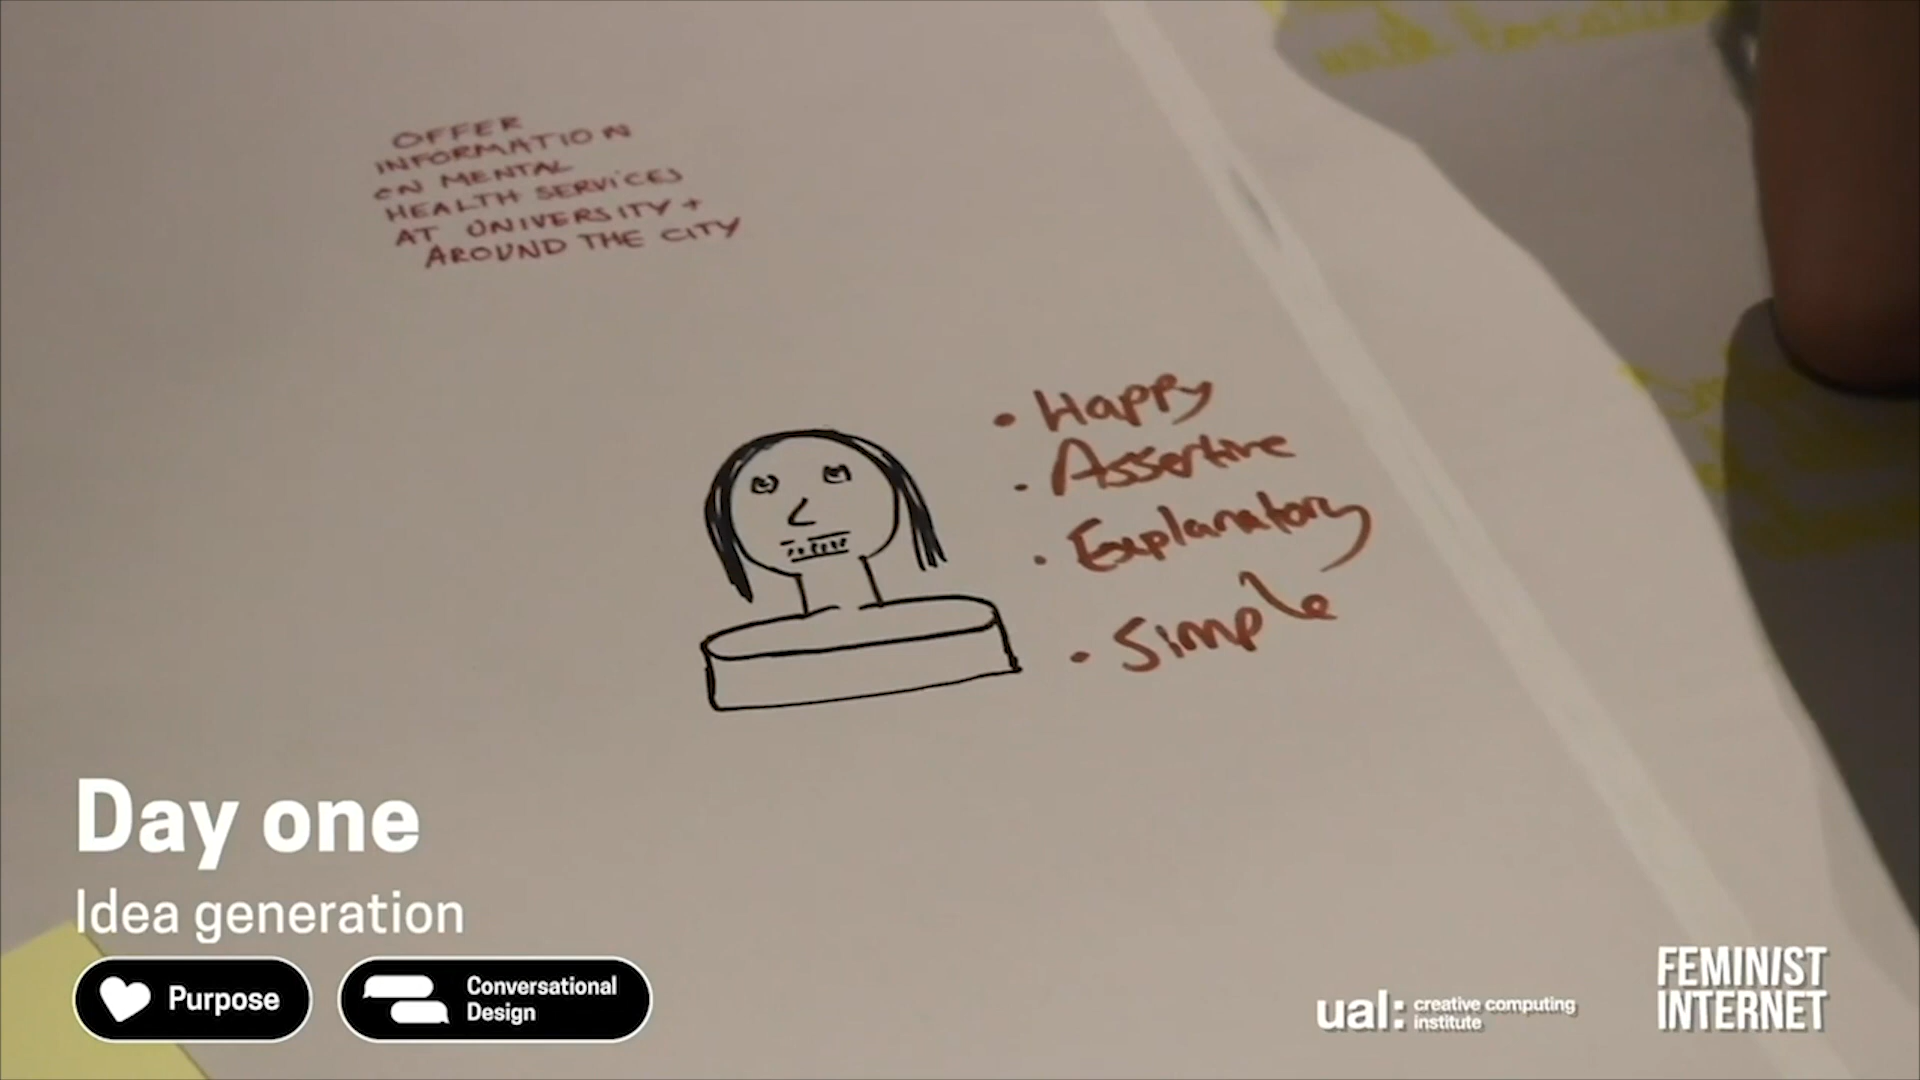 OFFER
INFORMATION
ON MENTAL
HEALTH SERVICES
AT UNIVERSITY +
AROUND THE CITY
• Happy
• Assertive
• Explanatory
• Simple
Day one
Idea generation
Purpose
Conversational
Design
ual: creative computing
institute
FEMINIST
INTERNET